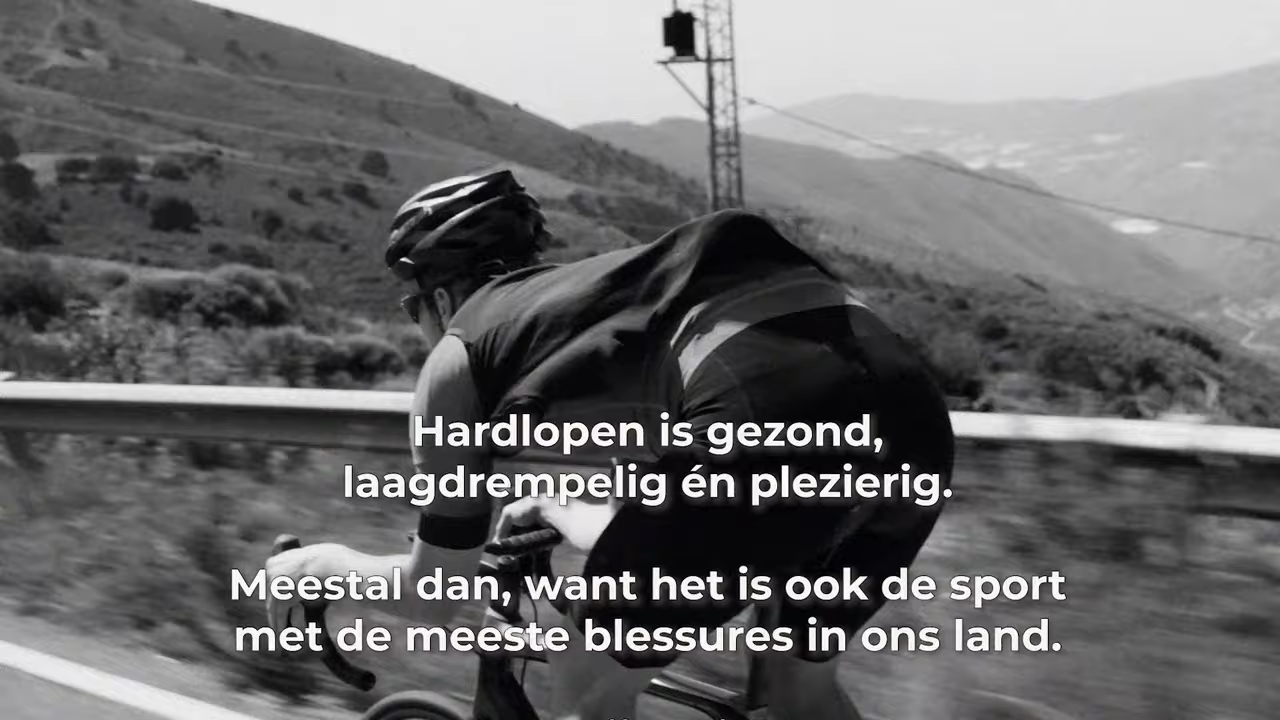 Hardlopen is gezond,
laagdrempelig én plezierig.
Meestal dan, want het is ook de sport
met de meeste blessures in ons land.